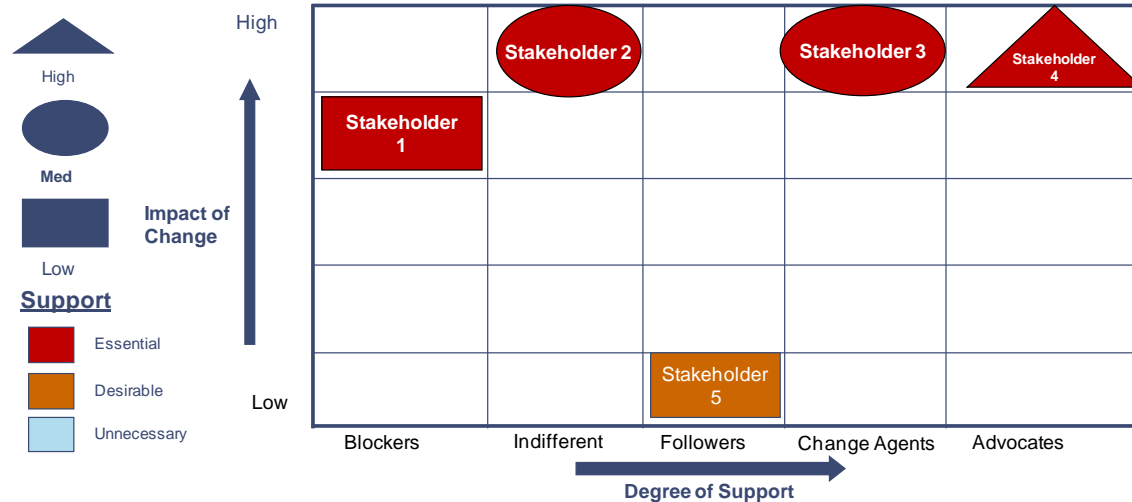 High
Med
Low
Support
Essential
Desirable
Unnecessary
High
Impact of
Change
Low
Stakeholder 2
Stakeholder 3
Stakeholder
4
Stakeholder
1
Stakeholder
5
Blockers
Indifferent
Followers
Change Agents
Advocates
Degree of Support